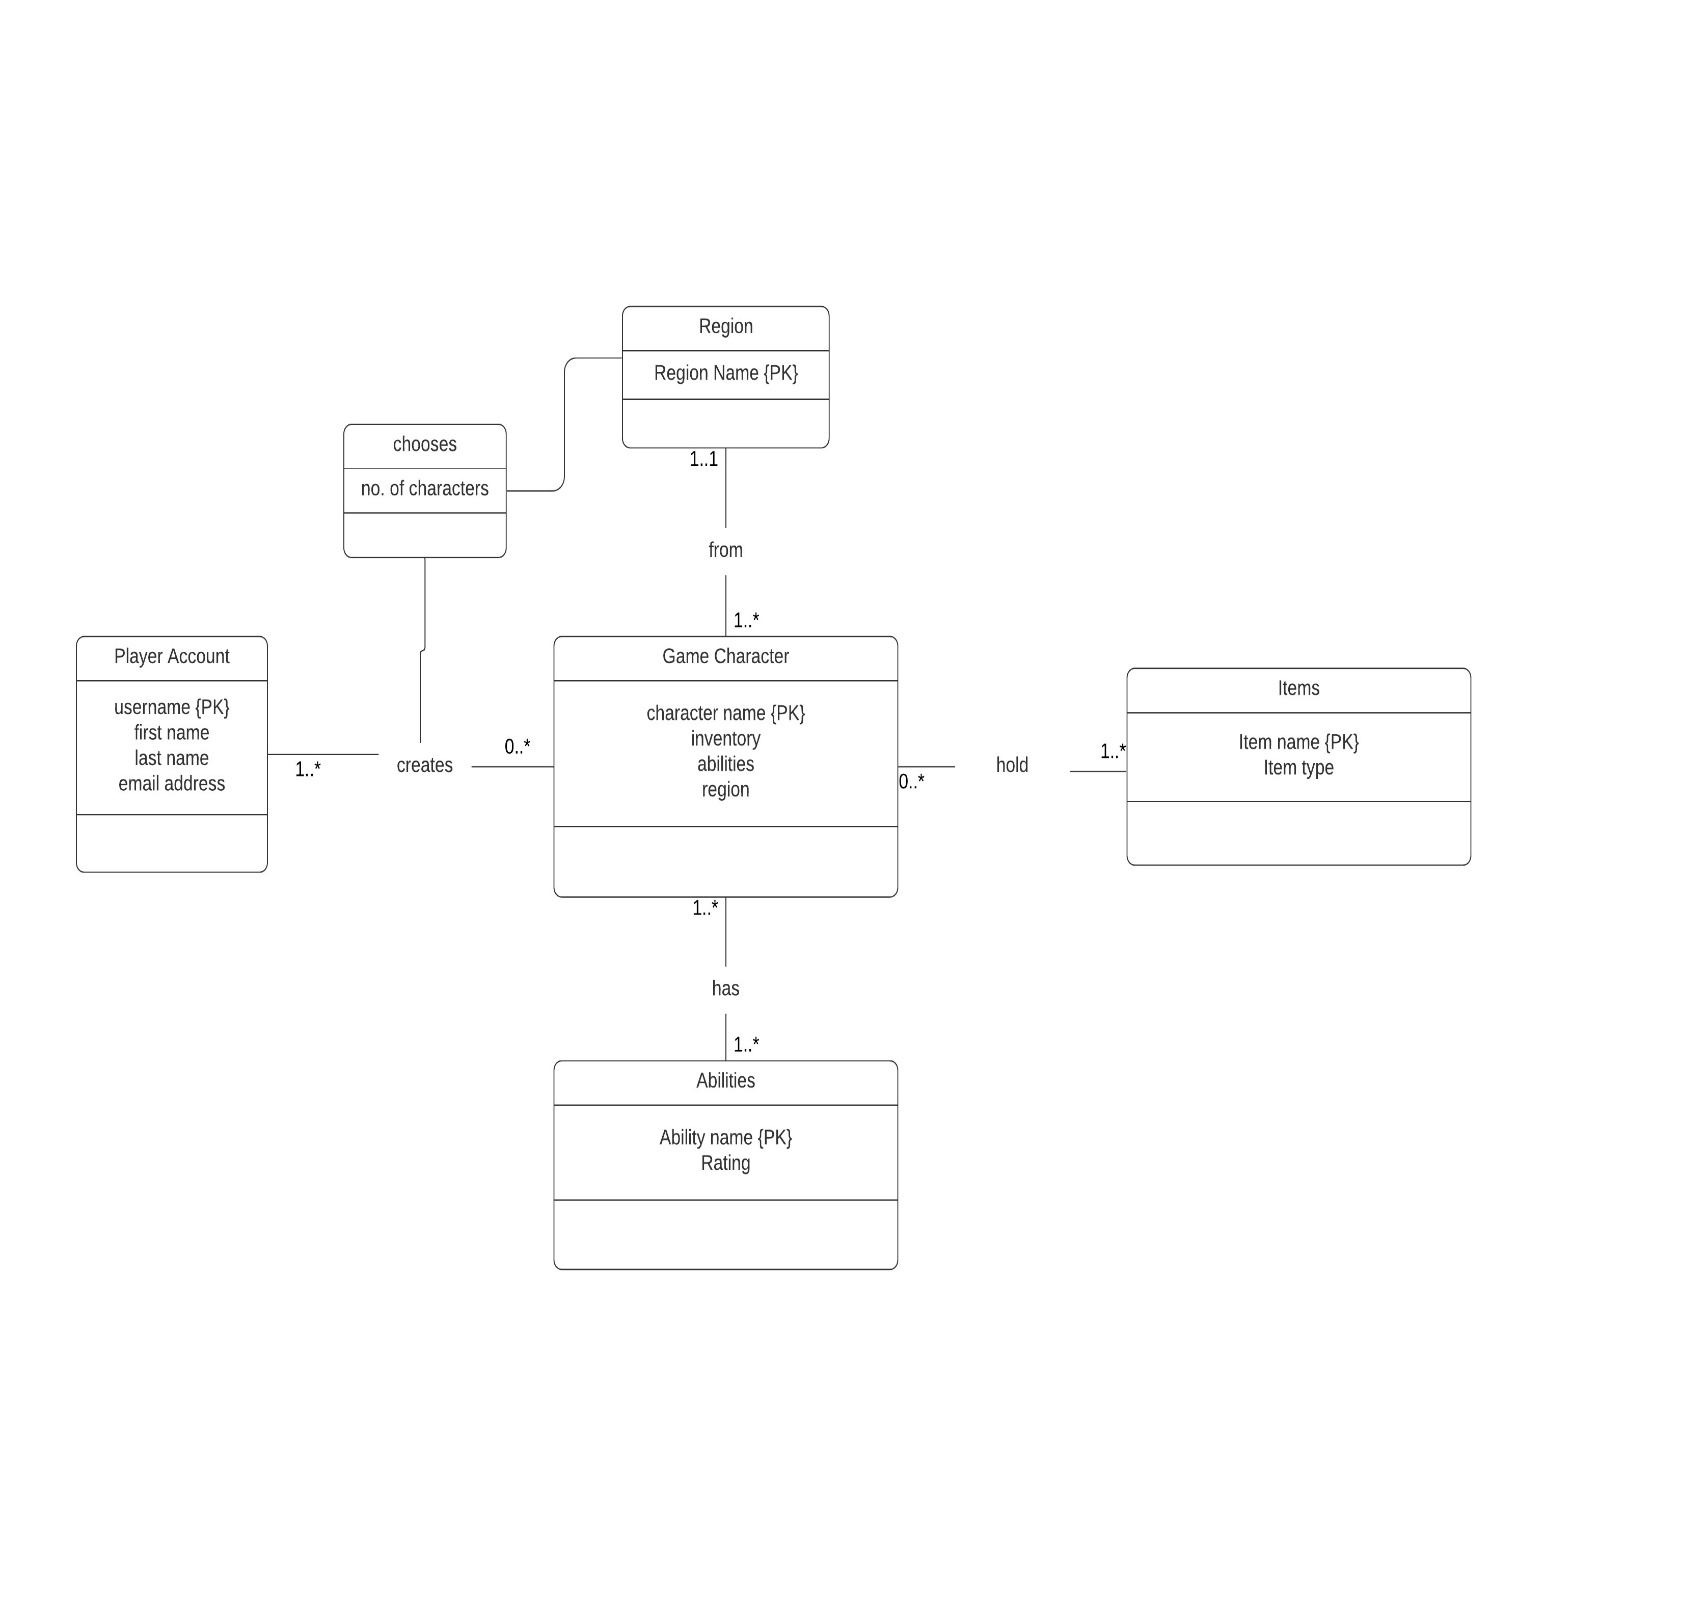 Region
Region Name {PK}
chooses
no. of characters
1..1
from
1..*
Player Account
username {PK}
first name
last name
email address
1..*
creates
0..*
Game Character
character name {PK}
inventory
abilities
region
0..*
hold
1..*
Items
Item name {PK}
Item type
1..*
has
1..*
Abilities
Ability name {PK}
Rating